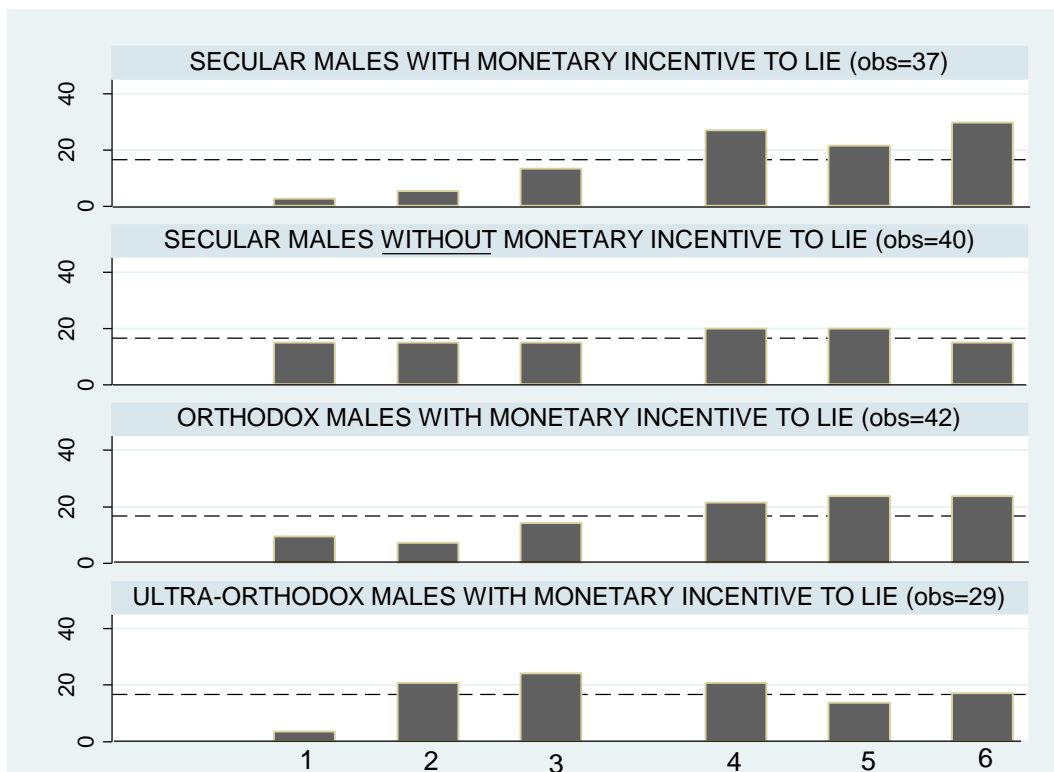 SECULAR MALES WITH MONETARY INCENTIVE TO LIE (obs=37)
40
20
0
SECULAR MALES WITHOUT MONETARY INCENTIVE TO LIE (obs=40)
40
20
0
ORTHODOX MALES WITH MONETARY INCENTIVE TO LIE (obs=42)
40
20
0
ULTRA-ORTHODOX MALES WITH MONETARY INCENTIVE TO LIE (obs=29)
40
20
0
1 2 3 4 5 6